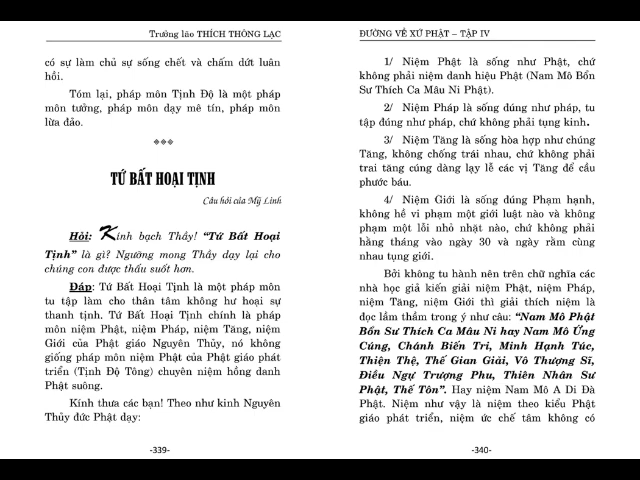 Trưởng lão THÍCH THÔNG LẠC
có sự làm chủ sự sống chết và chấm dứt luân
hồi.
Tóm lại, pháp môn Tịnh Độ là một pháp
môn tưởng, pháp môn dạy mê tín, pháp môn
lừa đảo.
***
TỨ BẤT HOẠI TỊNH
Câu hỏi của Mỹ Linh
Hỏi: Kính bạch Thầy! “Tứ Bất Hoại
Tịnh” là gì? Ngưỡng mong Thầy dạy lại cho
chúng con được thấu suốt hơn.
Đáp: Tứ Bất Hoại Tịnh là một pháp môn
tu tập làm cho thân tâm không hư hoại sự
thanh tịnh. Tứ Bất Hoại Tịnh chính là pháp
môn niệm Phật, niệm Pháp, niệm Tăng, niệm
Giới của Phật giáo Nguyên Thủy, nó không
giống pháp môn niệm Phật của Phật giáo phát
triển (Tịnh Độ Tông) chuyên niệm hồng danh
Phật suông.
Kính thưa các bạn! Theo như kinh Nguyên
Thủy đức Phật dạy:
-339-
ĐƯỜNG VỀ XỨ PHẬT – TẬP IV
1/ Niệm Phật là sống như Phật, chứ
không phải niệm danh hiệu Phật (Nam Mô Bổn
Sư Thích Ca Mâu Ni Phật).
2/ Niệm Pháp là sống đúng như pháp, tu
tập đúng như pháp, chứ không phải tụng kinh.
3/ Niệm Tăng là sống hòa hợp như chúng
Tăng, không chống trái nhau, chứ không phải
trai tăng cúng dàng lạy lễ các vị Tăng để cầu
phước báu.
4/ Niệm Giới là sống đúng Phạm hạnh,
không hề vi phạm một giới luật nào và không
phạm một lỗi nhỏ nhặt nào, chứ không phải
hằng tháng vào ngày 30 và ngày rằm cùng
nhau tụng giới.
Bởi không tu hành nên trên chữ nghĩa các
nhà học giả kiến giải niệm Phật, niệm Pháp,
niệm Tăng, niệm Giới thì giải thích niệm là
đọc lầm thầm trong ý như câu: “Nam Mô Phật
Bổn Sư Thích Ca Mâu Ni hay Nam Mô Ứng
Cúng, Chánh Biến Tri, Minh Hạnh Túc,
Thiện Thệ, Thế Gian Giải, Vô Thượng Sĩ,
Điều Ngự Trượng Phu, Thiên Nhân Sư
Phật, Thế Tôn”. Hay niệm Nam Mô A Di Đà
Phật. Niệm như vậy là niệm theo kiểu Phật
giáo phát triển, niệm ức chế tâm không có
-340-